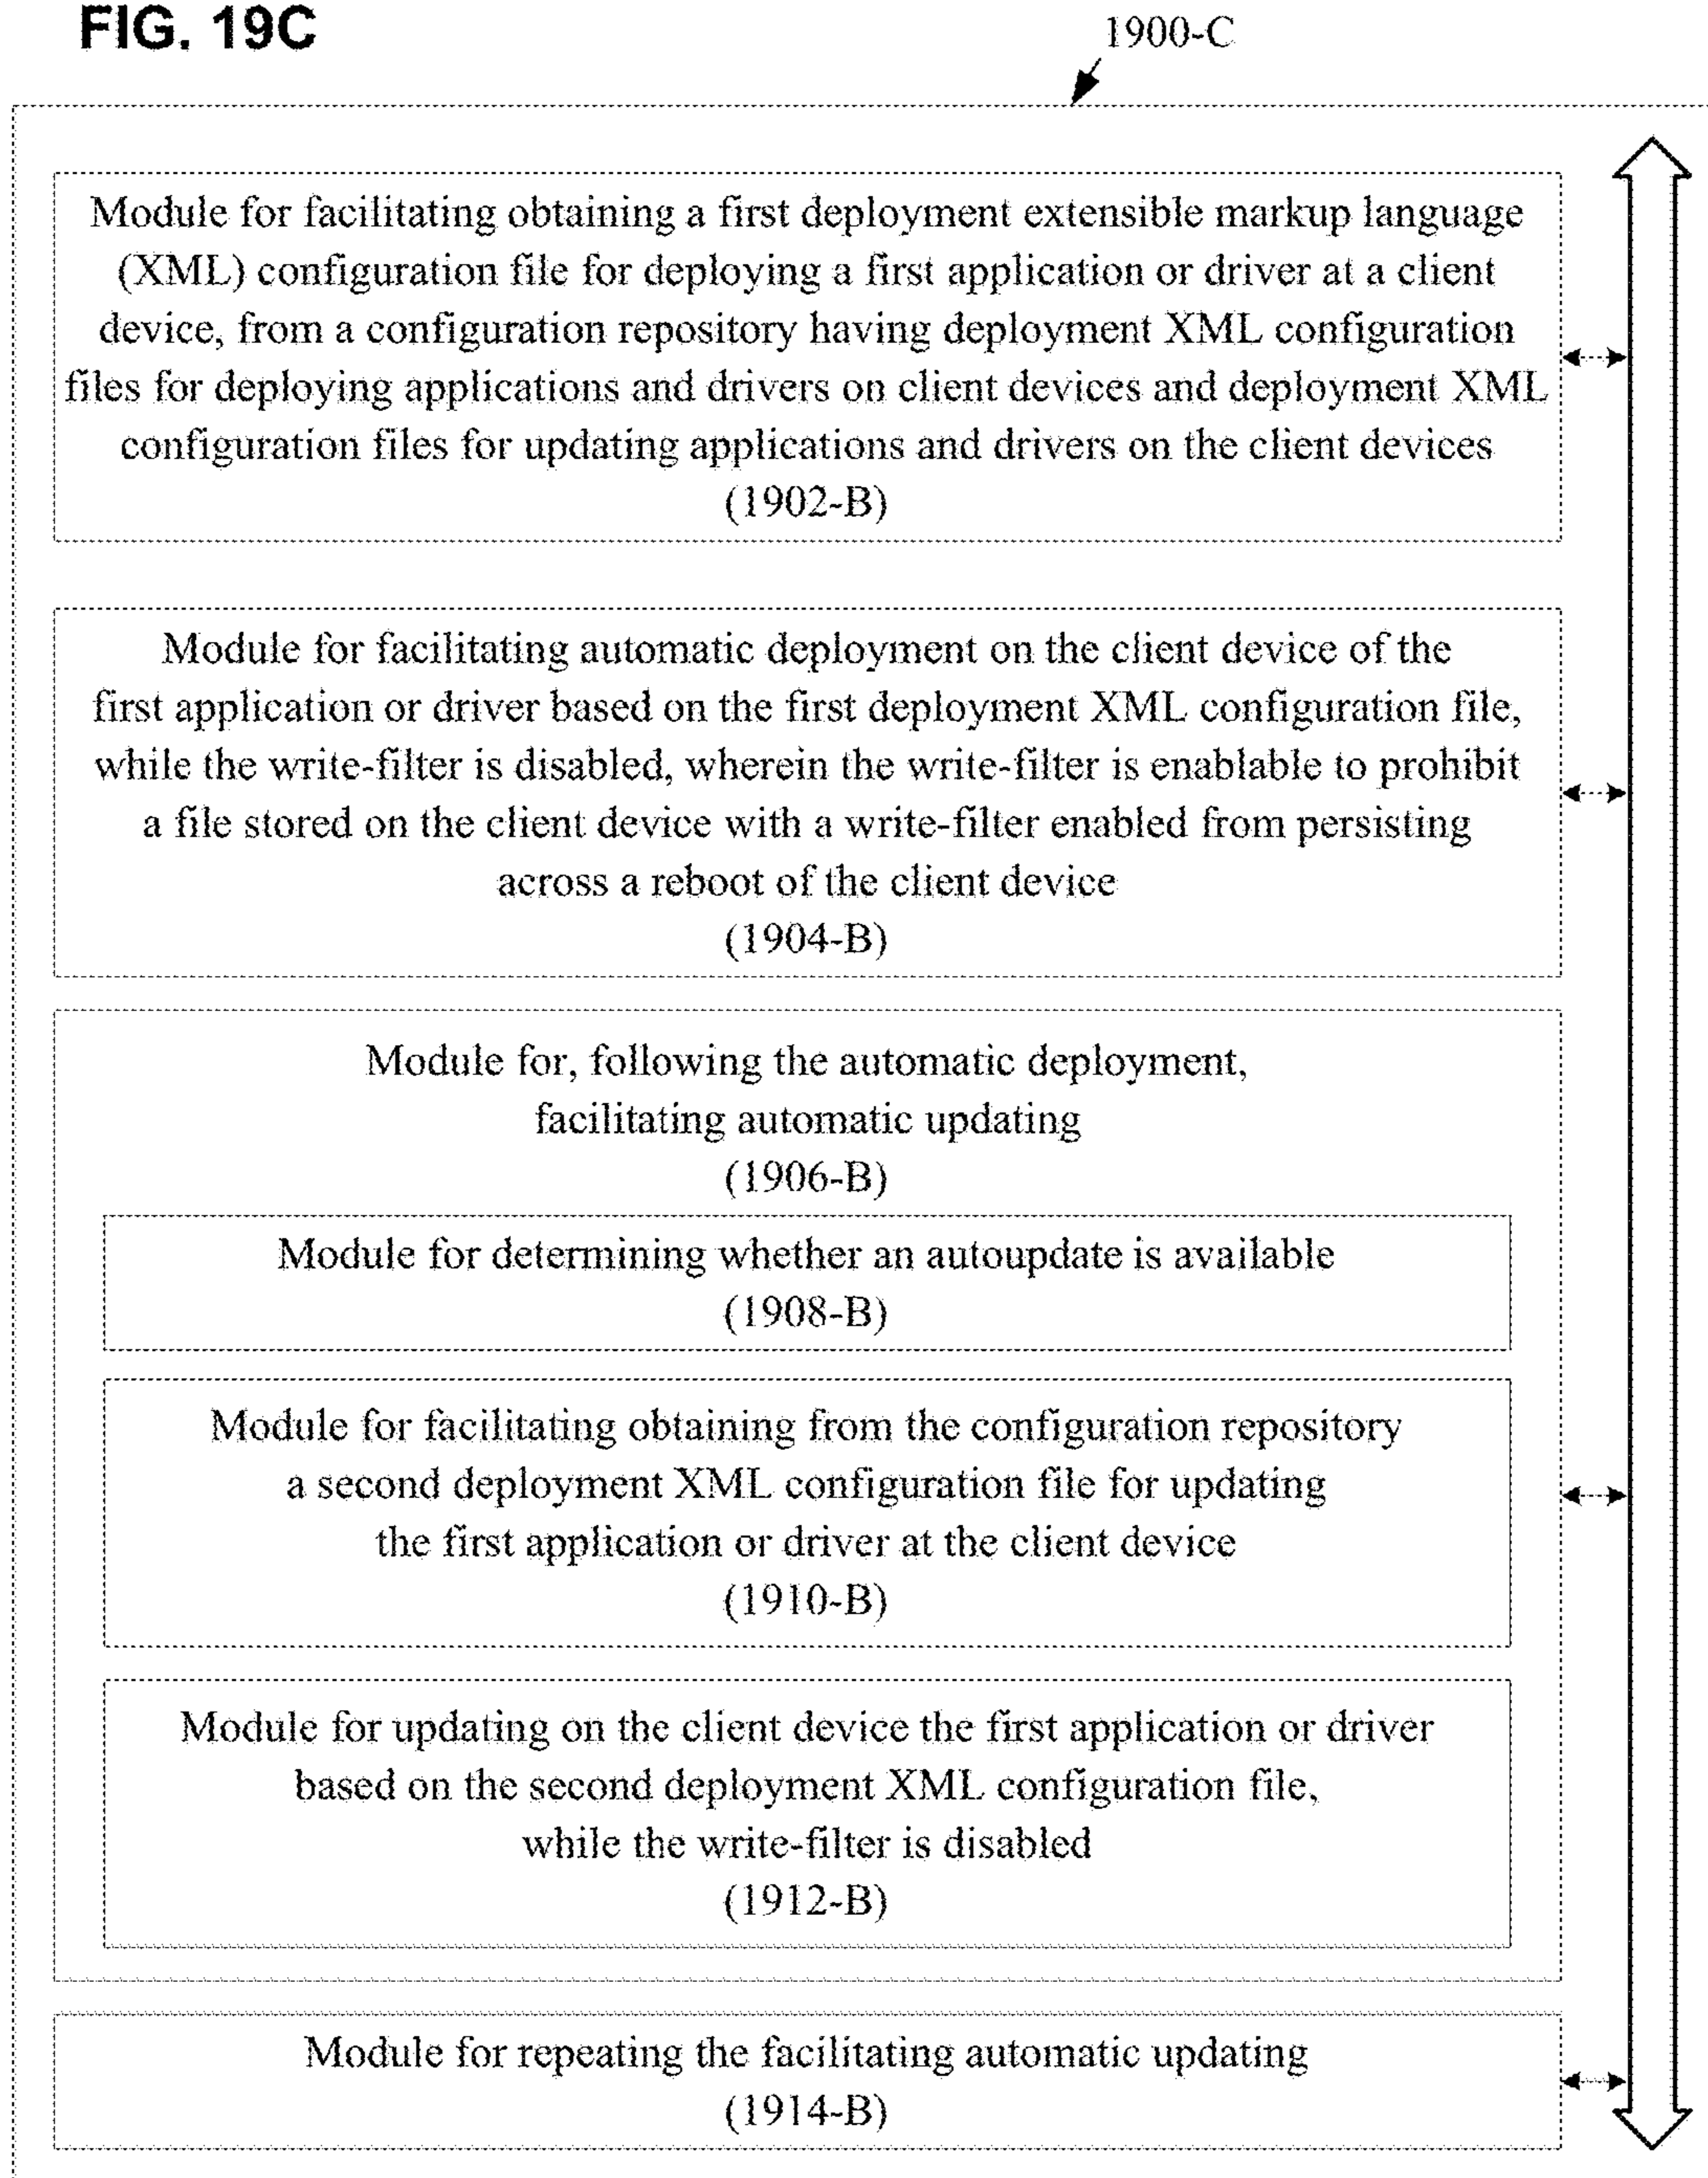 FIG. 19C
1900-C
Module for facilitating obtaining a first deployment extensible markup language
(XML) configuration file for deploying a first application or driver at a client
device, from a configuration repository having deployment XML configuration
files for deploying applications and drivers on client devices and deployment XML
configuration files for updating applications and drivers on the client devices
(1902-B)
Module for facilitating automatic deployment on the client device of the
first application or driver based on the first deployment XML configuration file,
while the write-filter is disabled, wherein the write-filter is enablable to prohibit
a file stored on the client device with a write-filter enabled from persisting
across a reboot of the client device
(1904-B)
Module for, following the automatic deployment,
facilitating automatic updating
(1906-B)
Module for determining whether an autoupdate is available
(1908-B)
Module for facilitating obtaining from the configuration repository
a second deployment XML configuration file for updating
the first application or driver at the client device
(1910-B)
Module for updating on the client device the first application or driver
based on the second deployment XML configuration file,
while the write-filter is disabled
(1912-B)
Module for repeating the facilitating automatic updating
(1914-B)